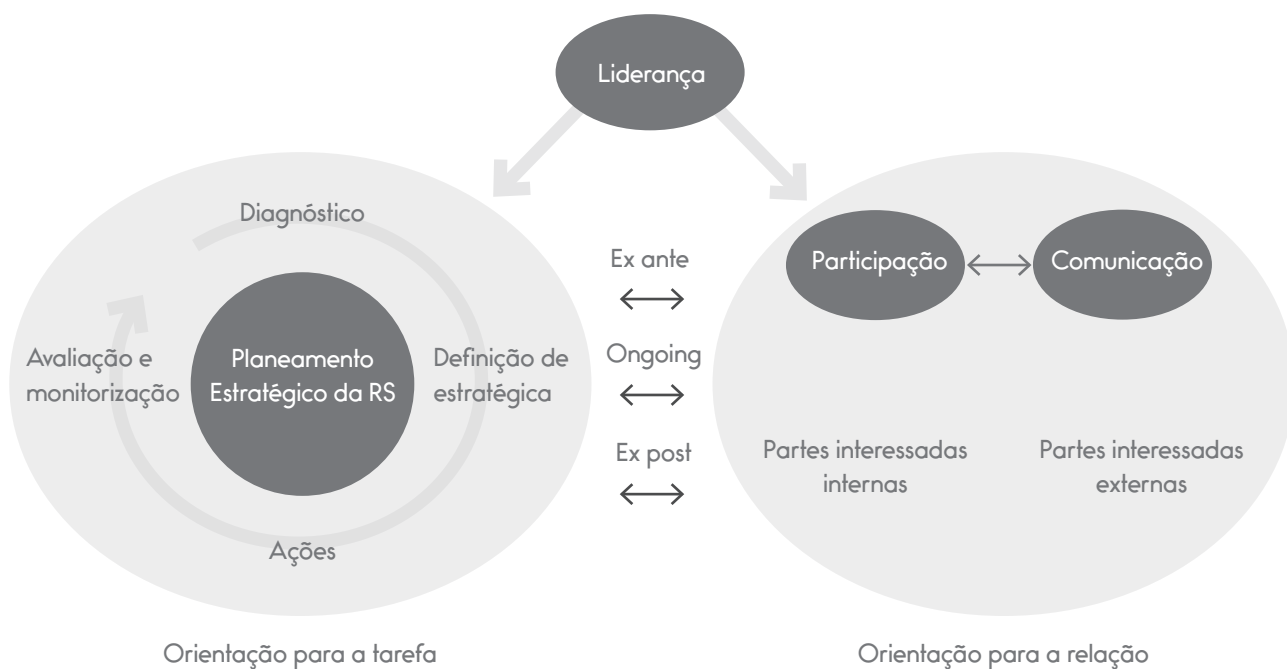 Liderança
Diagnóstico
Avaliação e
monitorização
Planeamento
Estratégico da RS
Definição de
estratégica
Ações
Orientação para a tarefa
Ex ante
Ongoing
Ex post
Participação
Comunicação
Partes interessadas
internas
Partes interessadas
externas
Orientação para a relação